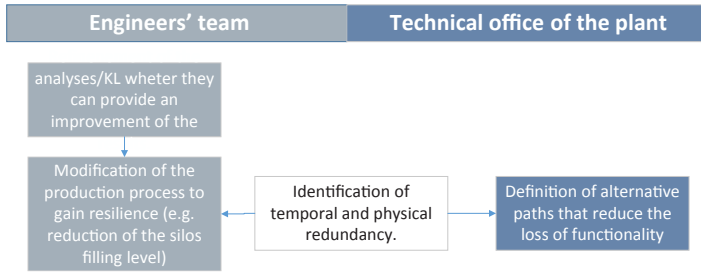 Engineers’ team
Technical office of the plant
analyses/KL wheter they
can provide an
improvement of the
Modification of the
production process to
gain resilience (e.g.
reduction of the silos
filling level)
Identification of
temporal and physical
redundancy.
Definition of alternative
paths that reduce the
loss of functionality